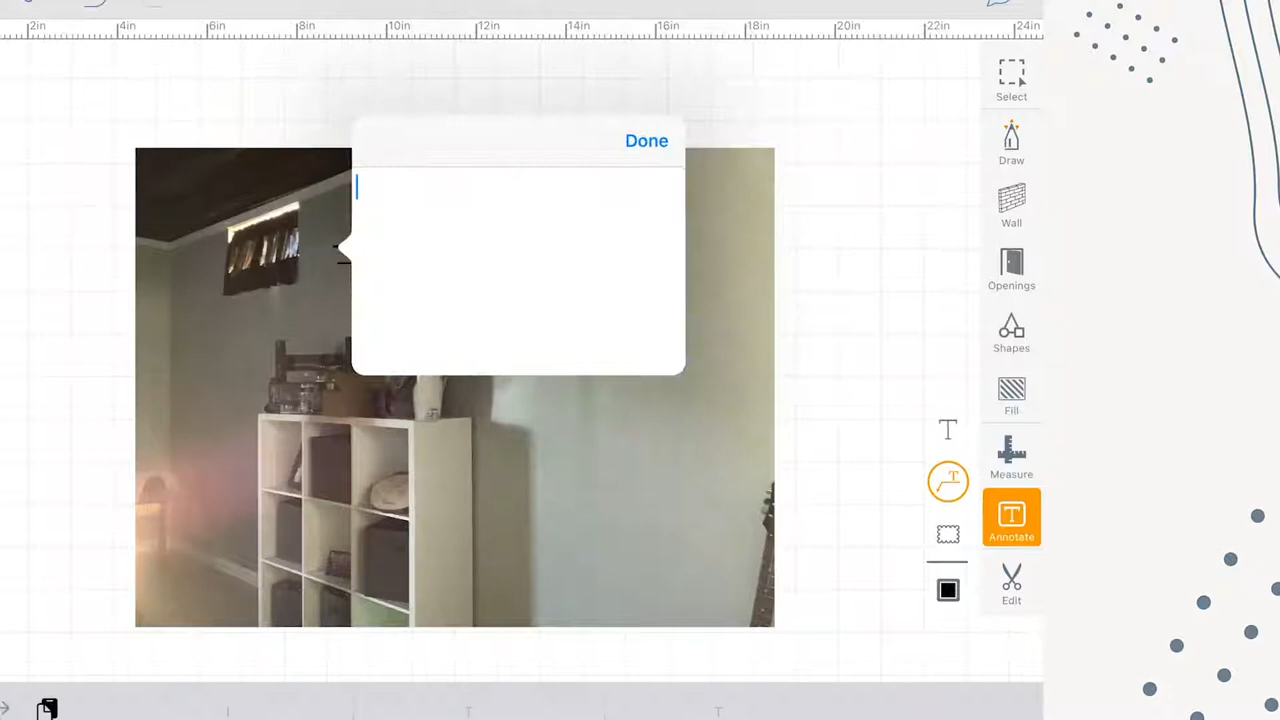 2in 4in 6in 8in 10in 12in 14in 16in 18in 20in 22in 24in
Select
Done
Draw
Wall
Openings
Shapes
Fill
T
Measure
T
T
Annotate
Edit